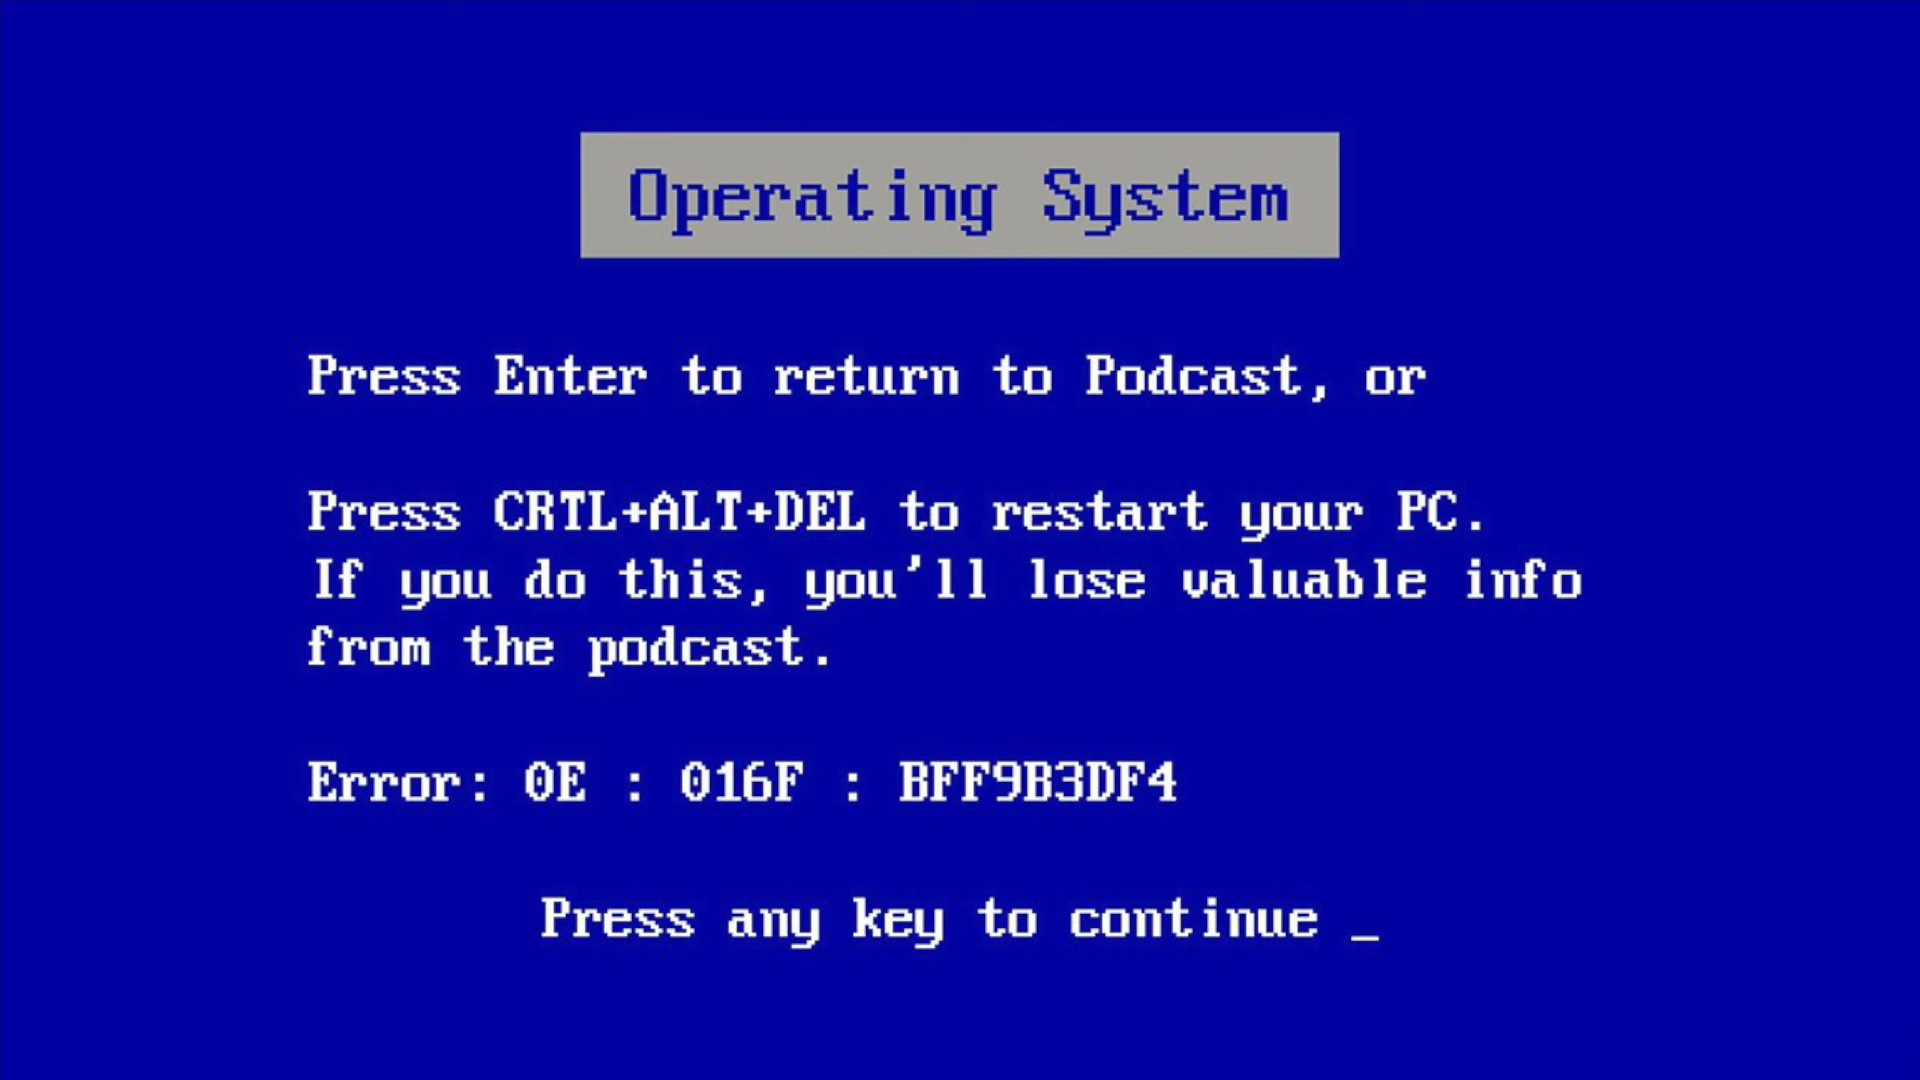 Operating System
Press Enter to return to Podcast, or
Press CRTL+ALT+DEL to restart your PC.
If you do this, you'll lose valuable info
from the podcast.
Error: 0E : 016F : BFF9B3DF4
Press any key to continue _